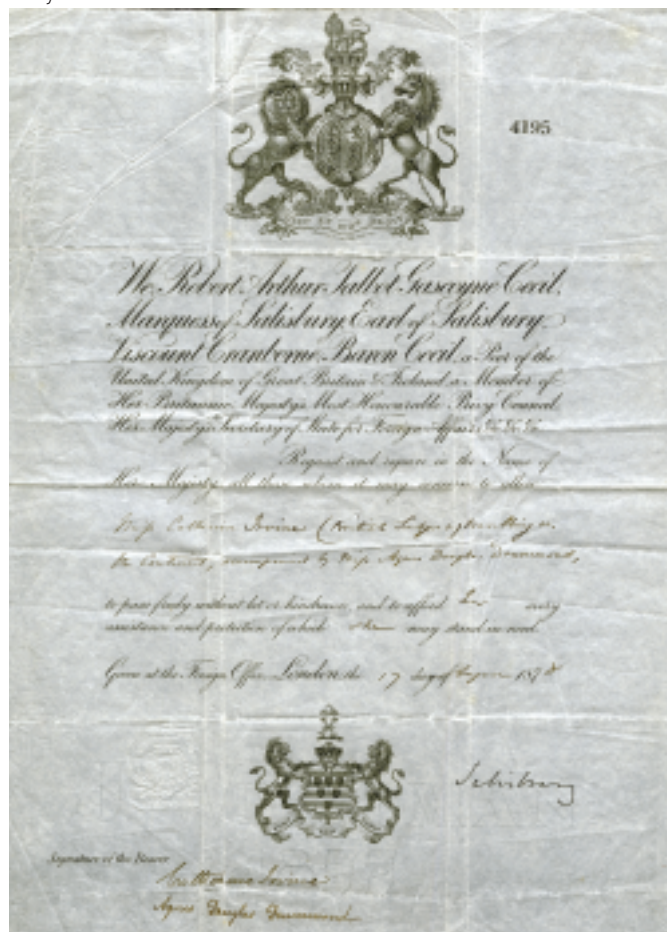 4195
We, Robert Arthur Talbot Gascoyne Cecil,
Marquess of Salisbury, Earl of Salisbury,
Viscount Cranborne, Baron Cecil, a Peer of the
United Kingdom of Great Britain & Ireland, a Member of
Her Britannic Majesty's Most Honourable Privy Council
Her Majesty's Secretary of State for Foreign Affairs &c. &c. &c.
Request and require in the Name of
Her Majesty, all those whom it may concern to allow
Miss Catherine Irvine (British
the Continent, accompanied by Miss Agnes Douglas Drummond,
to pass freely without let or hindrance, and to afford her every
assistance and protection of which she may stand in need.
Given at the Foreign Office, London, the 17 day of 187
Salisbury
Signature of the Bearer
Catherine Irvine
Agnes Douglas Drummond